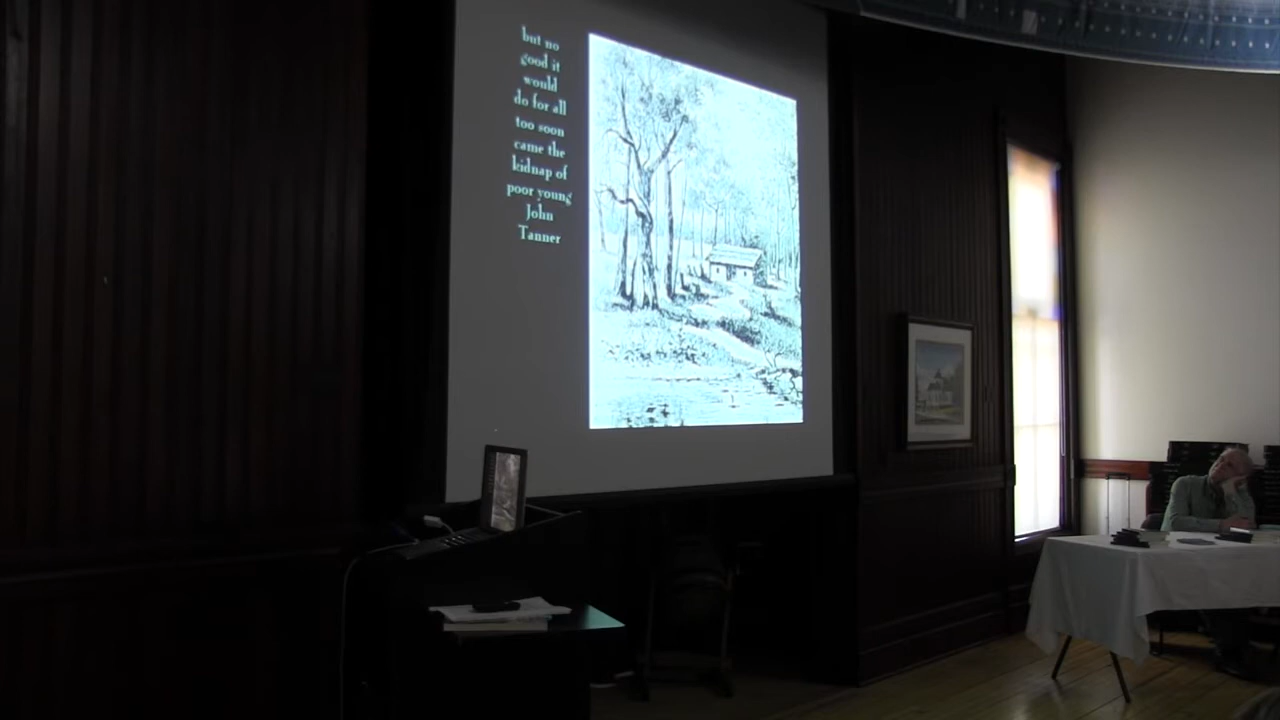 but no
good it
would
do for all
too soon
came the
kidnap of
poor young
John
Tanner